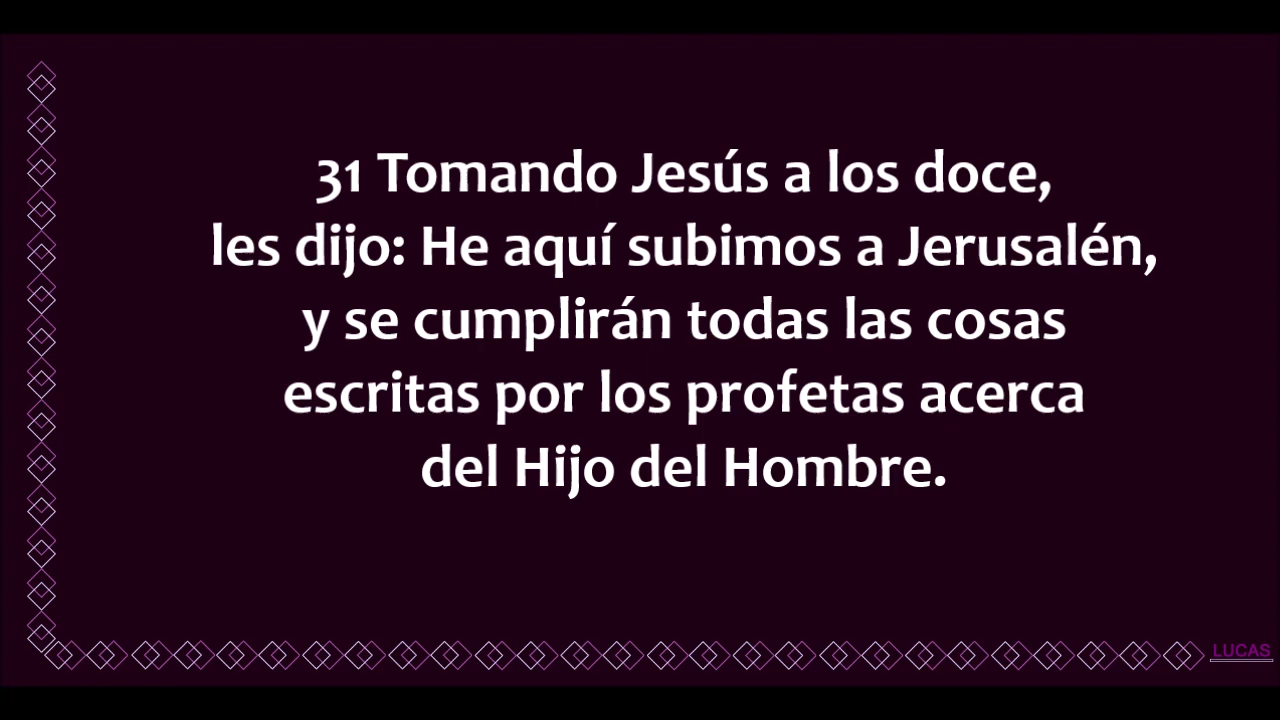 31 Tomando Jesús a los doce,
les dijo: He aquí subimos a Jerusalén,
y se cumplirán todas las cosas
escritas por los profetas acerca
del Hijo del Hombre.
LUCAS